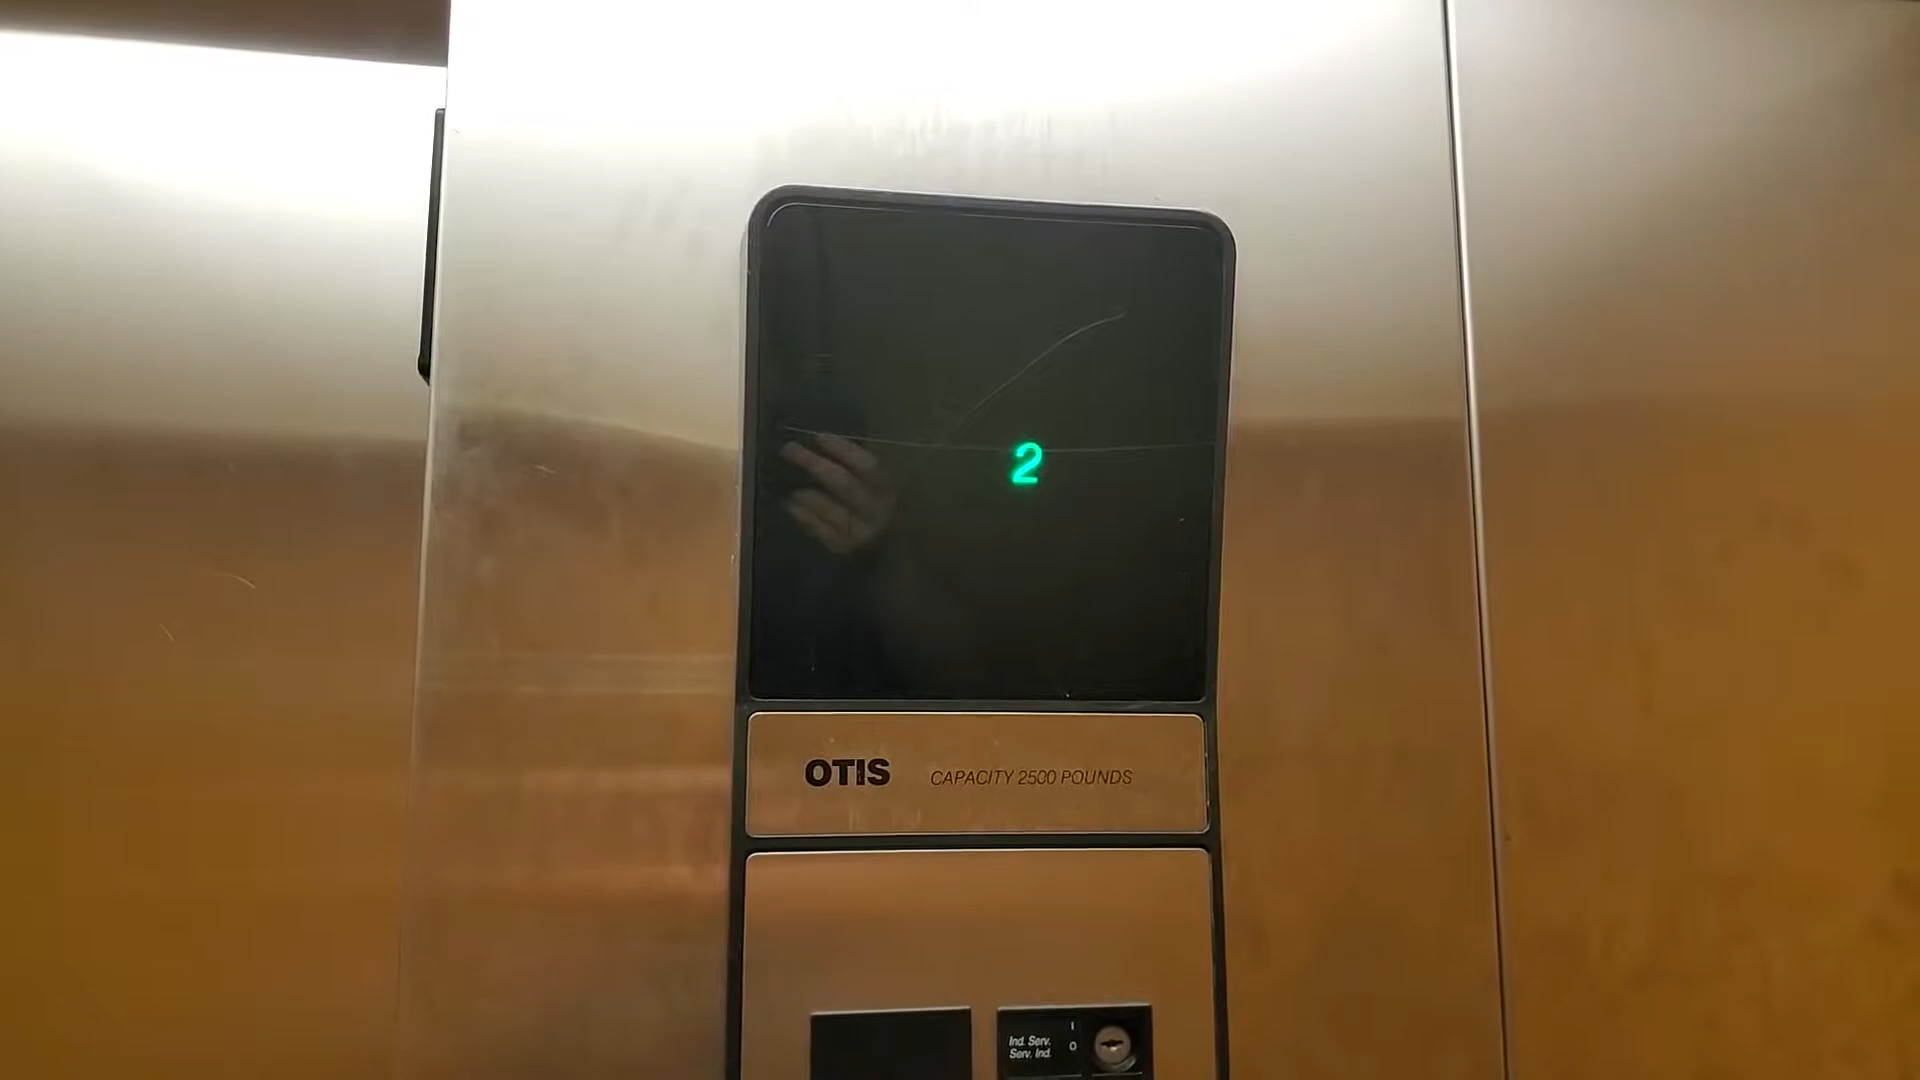 2
OTIS CAPACITY 2500 POUNDS
Ind. Serv. I
Serv. Ind. O